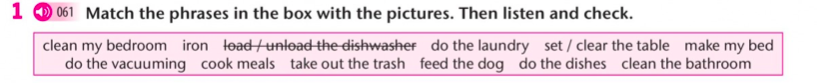 1 061 Match the phrases in the box with the pictures. Then listen and check.
clean my bedroom iron load / unload the dishwasher do the laundry set / clear the table make my bed
do the vacuuming cook meals take out the trash feed the dog do the dishes clean the bathroom